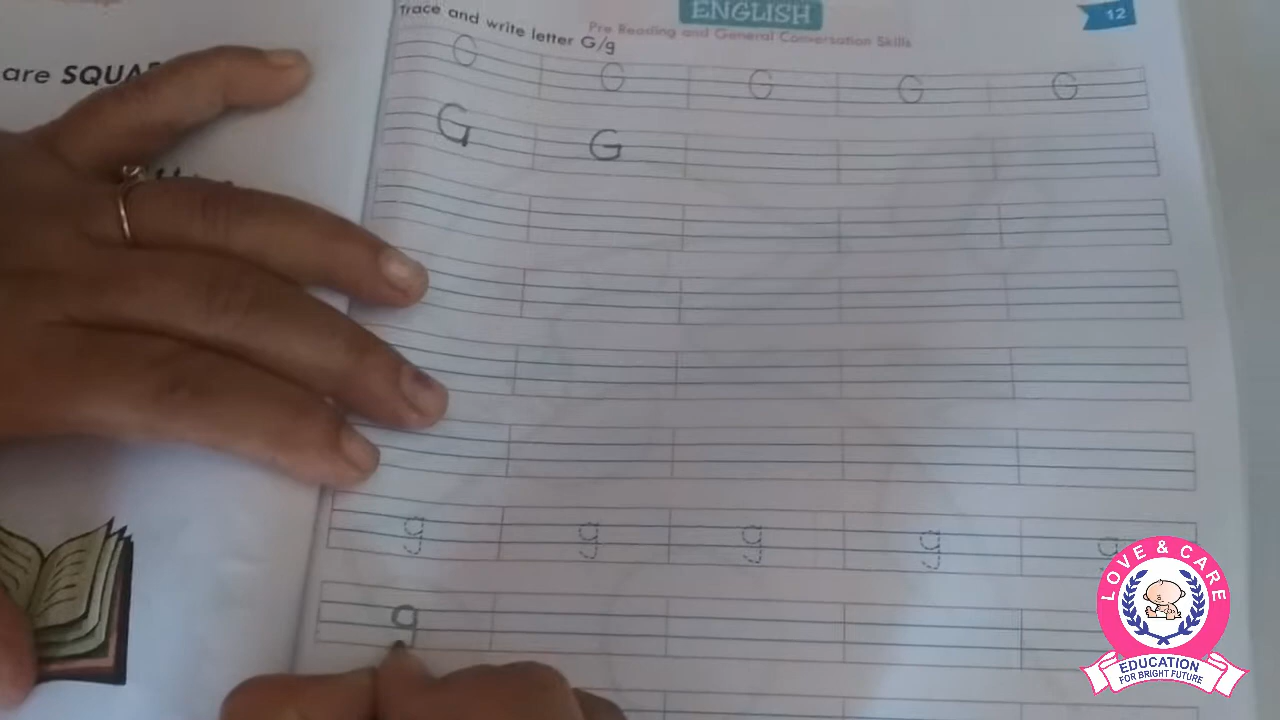 ENGLISH
12
Trace and write letter G/g
Pre Reading and General Conversation Skills
are SQUA
G G G G G
G G
g g g g g
g
LOVE & CARE
EDUCATION
FOR BRIGHT FUTURE